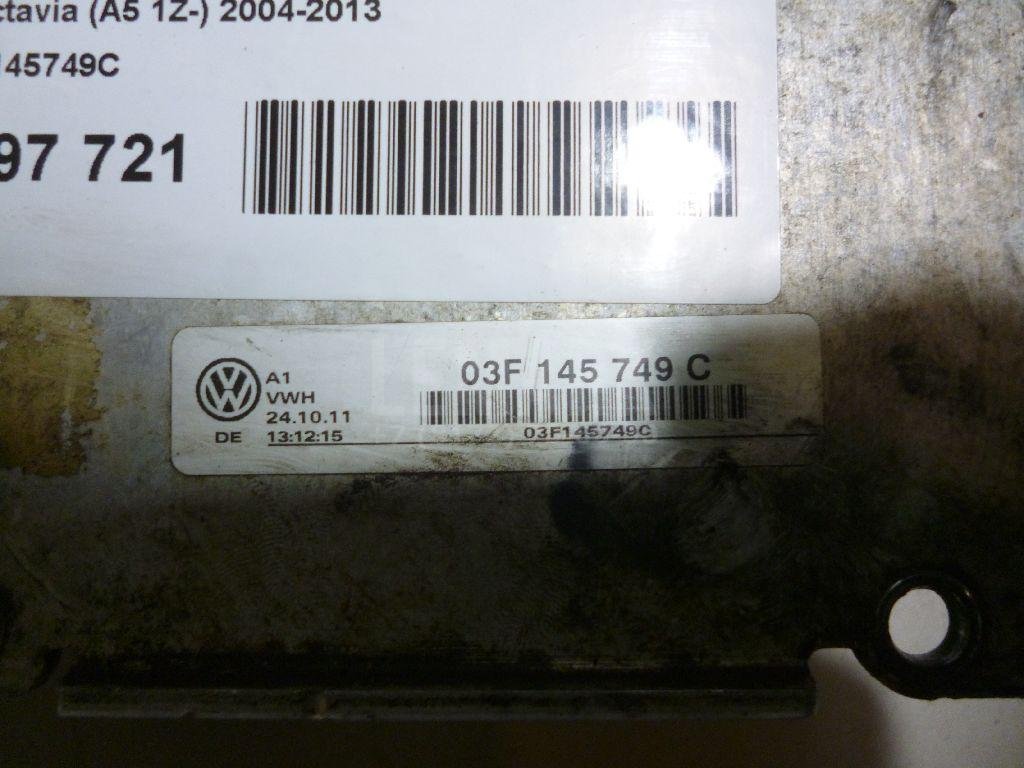 ctavia (A5 1Z-) 2004-2013
145749C
97 721
A1
VWH
24.10.11
DE 13:12:15
03F 145 749 C
03F145749C